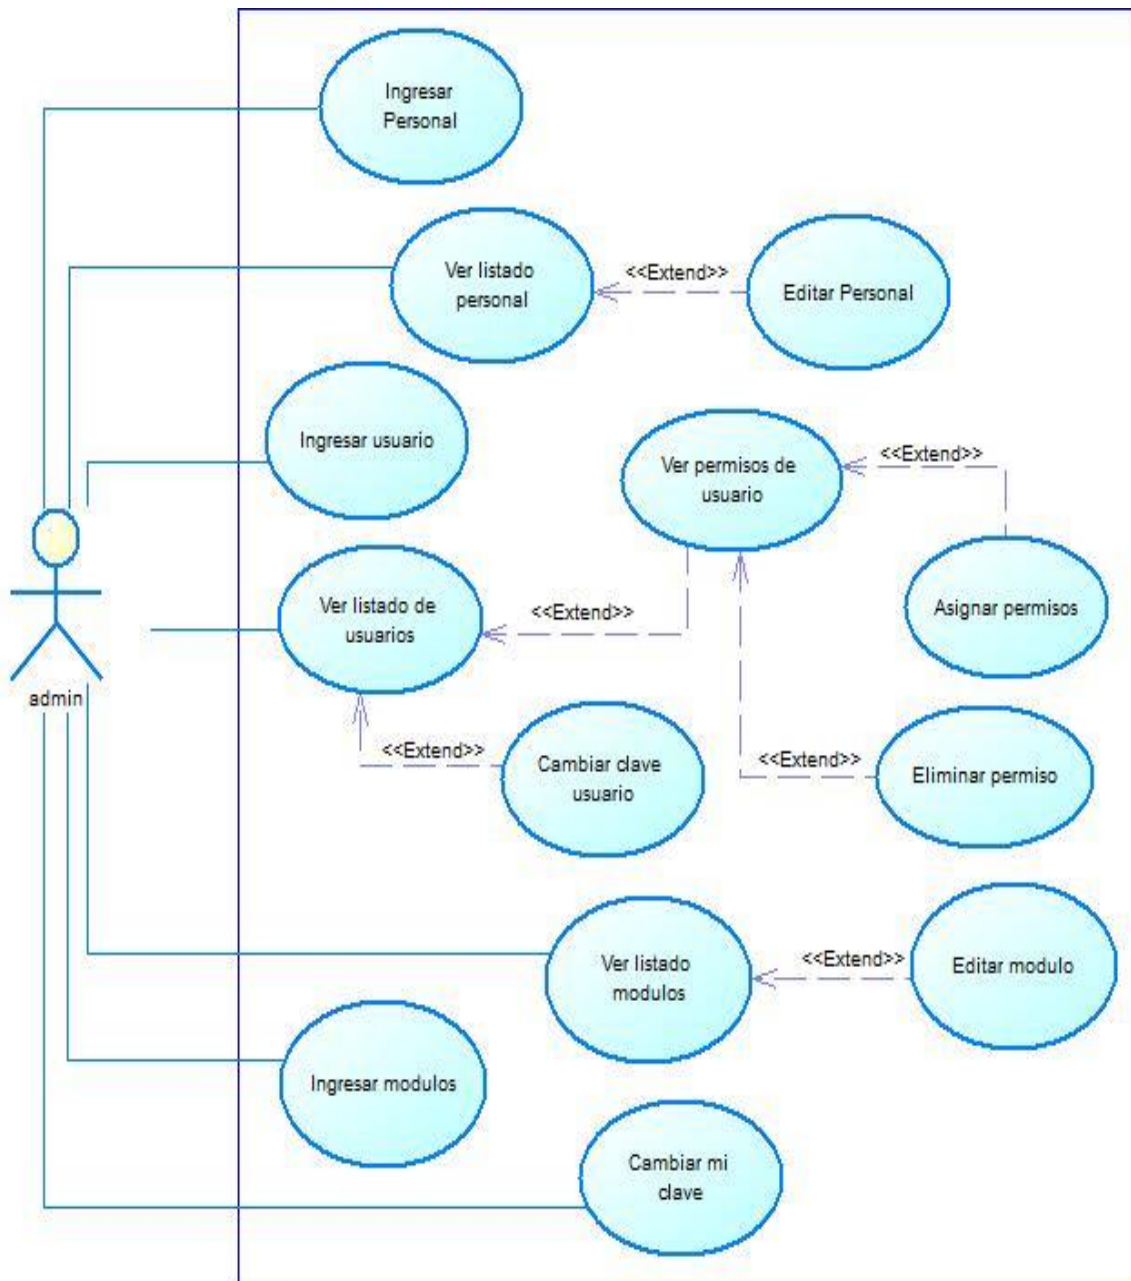 Ingresar
Personal
Ver listado
personal
<<Extend>>
Editar Personal
Ingresar usuario
Ver permisos de
usuario
<<Extend>>
Ver listado de
usuarios
<<Extend>>
Asignar permisos
admin
<<Extend>>
Cambiar clave
usuario
<<Extend>>
Eliminar permiso
Ver listado
modulos
<<Extend>>
Editar modulo
Ingresar modulos
Cambiar mi
clave